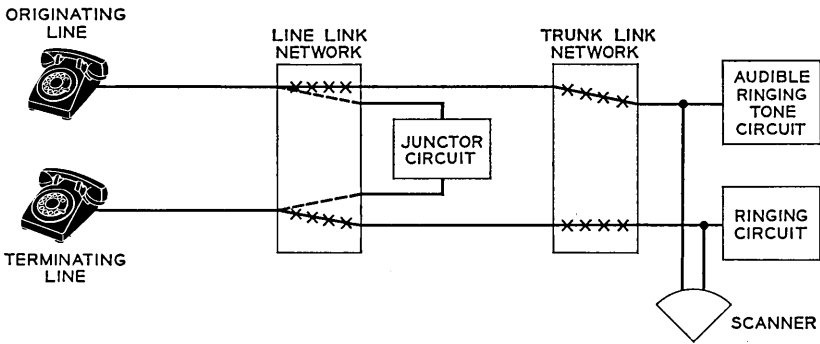 ORIGINATING
LINE
LINE LINK
NETWORK
TRUNK LINK
NETWORK
AUDIBLE
RINGING
TONE
CIRCUIT
JUNCTOR
CIRCUIT
TERMINATING
LINE
RINGING
CIRCUIT
SCANNER